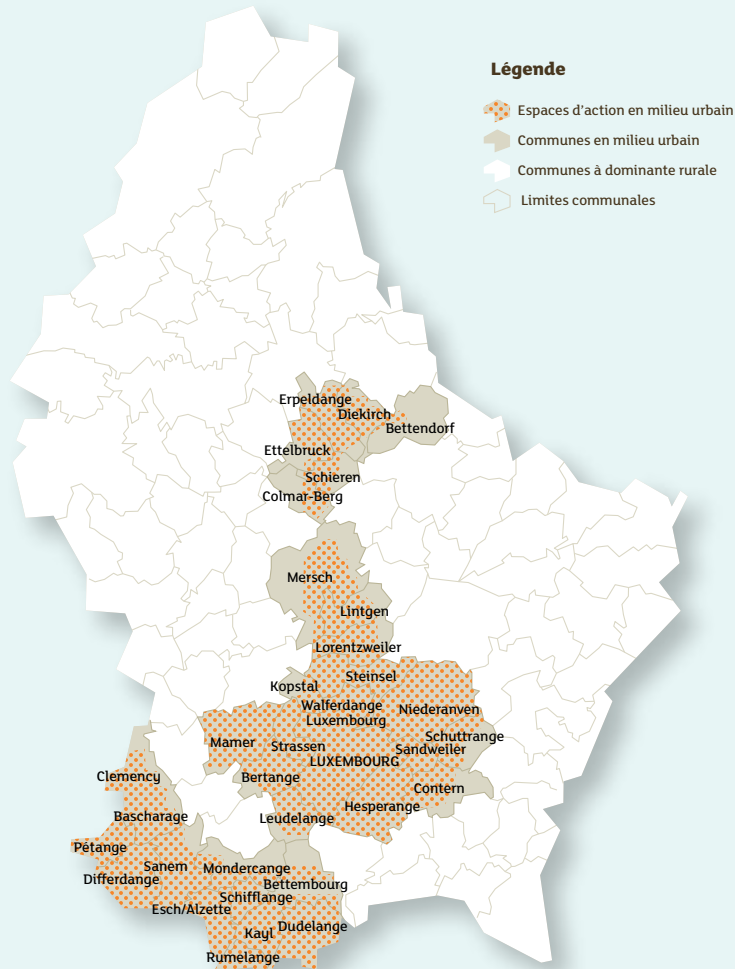 Légende
Espaces d'action en milieu urbain
Communes en milieu urbain
Communes à dominante rurale
Limites communales
Erpeldange
Diekirch
Bettendorf
Ettelbruck
Schieren
Colmar-Berg
Mersch
Lintgen
Lorentzweiler
Steinsel
Kopstal
Walferdange
Niederanven
Luxembourg
Schuttrange
Mamer
Strassen
Sandweiler
LUXEMBOURG
Clemency
Bertange
Contern
Hesperange
Bascharage
Leudelange
Pétange
Sanem
Mondercange
Differdange
Bettembourg
Schifflange
Esch/Alzette
Dudelange
Kayl
Rumelange